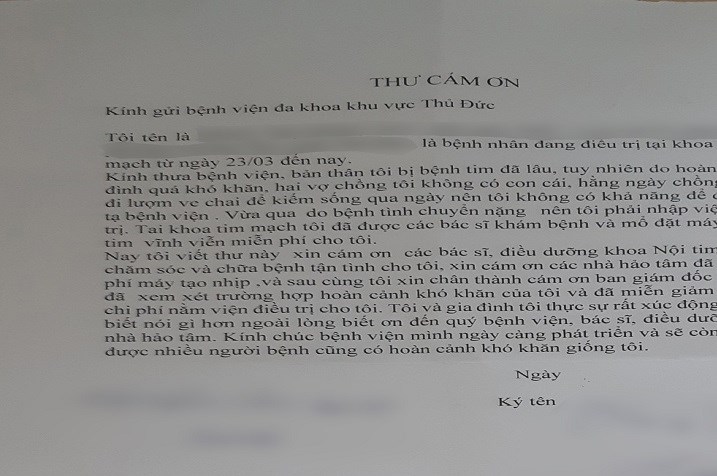 THƯ CÁM ƠN
Kính gửi bệnh viện đa khoa khu vực Thủ Đức
Tôi tên là
là bệnh nhân đang điều trị tại khoa
mạch từ ngày 23/03 đến nay.
Kính thưa bệnh viện, bản thân tôi bị bệnh tim đã lâu, tuy nhiên do hoàn
đình quá khó khăn, hai vợ chồng tôi không có con cái, hằng ngày chồng
đi lượm ve chai để kiếm sống qua ngày nên tôi không có khả năng để
tạ bệnh viện . Vừa qua do bệnh tình chuyển nặng nên tôi phải nhập
trị. Tai khoa tim mạch tôi đã được các bác sĩ khám bệnh và mổ đặt máy
tim vĩnh viễn miễn phí cho tôi.
Nay tôi viết thư này xin cám ơn các bác sĩ, điều dưỡng khoa Nội tim
chăm sóc và chữa bệnh tận tình cho tôi, xin cám ơn các nhà hảo tâm đã
phí máy tạo nhịp .và sau cùng tôi xin chân thành cám ơn ban giám đốc
đã xem xét trường hợp hoàn cảnh khó khăn của tôi và đã miễn giảm
chi phí nằm viện điều trị cho tôi. Tôi và gia đình tôi thực sự rất xúc động
biết nói gì hơn ngoài lòng biết ơn đến quý bệnh viện, bác sĩ, điều
nhà hảo tâm. Kính chúc bệnh viện mình ngày càng phát triển và sẽ còn
được nhiều người bệnh cũng có hoàn cảnh khó khăn giống tôi.
Ngày
Ký tên